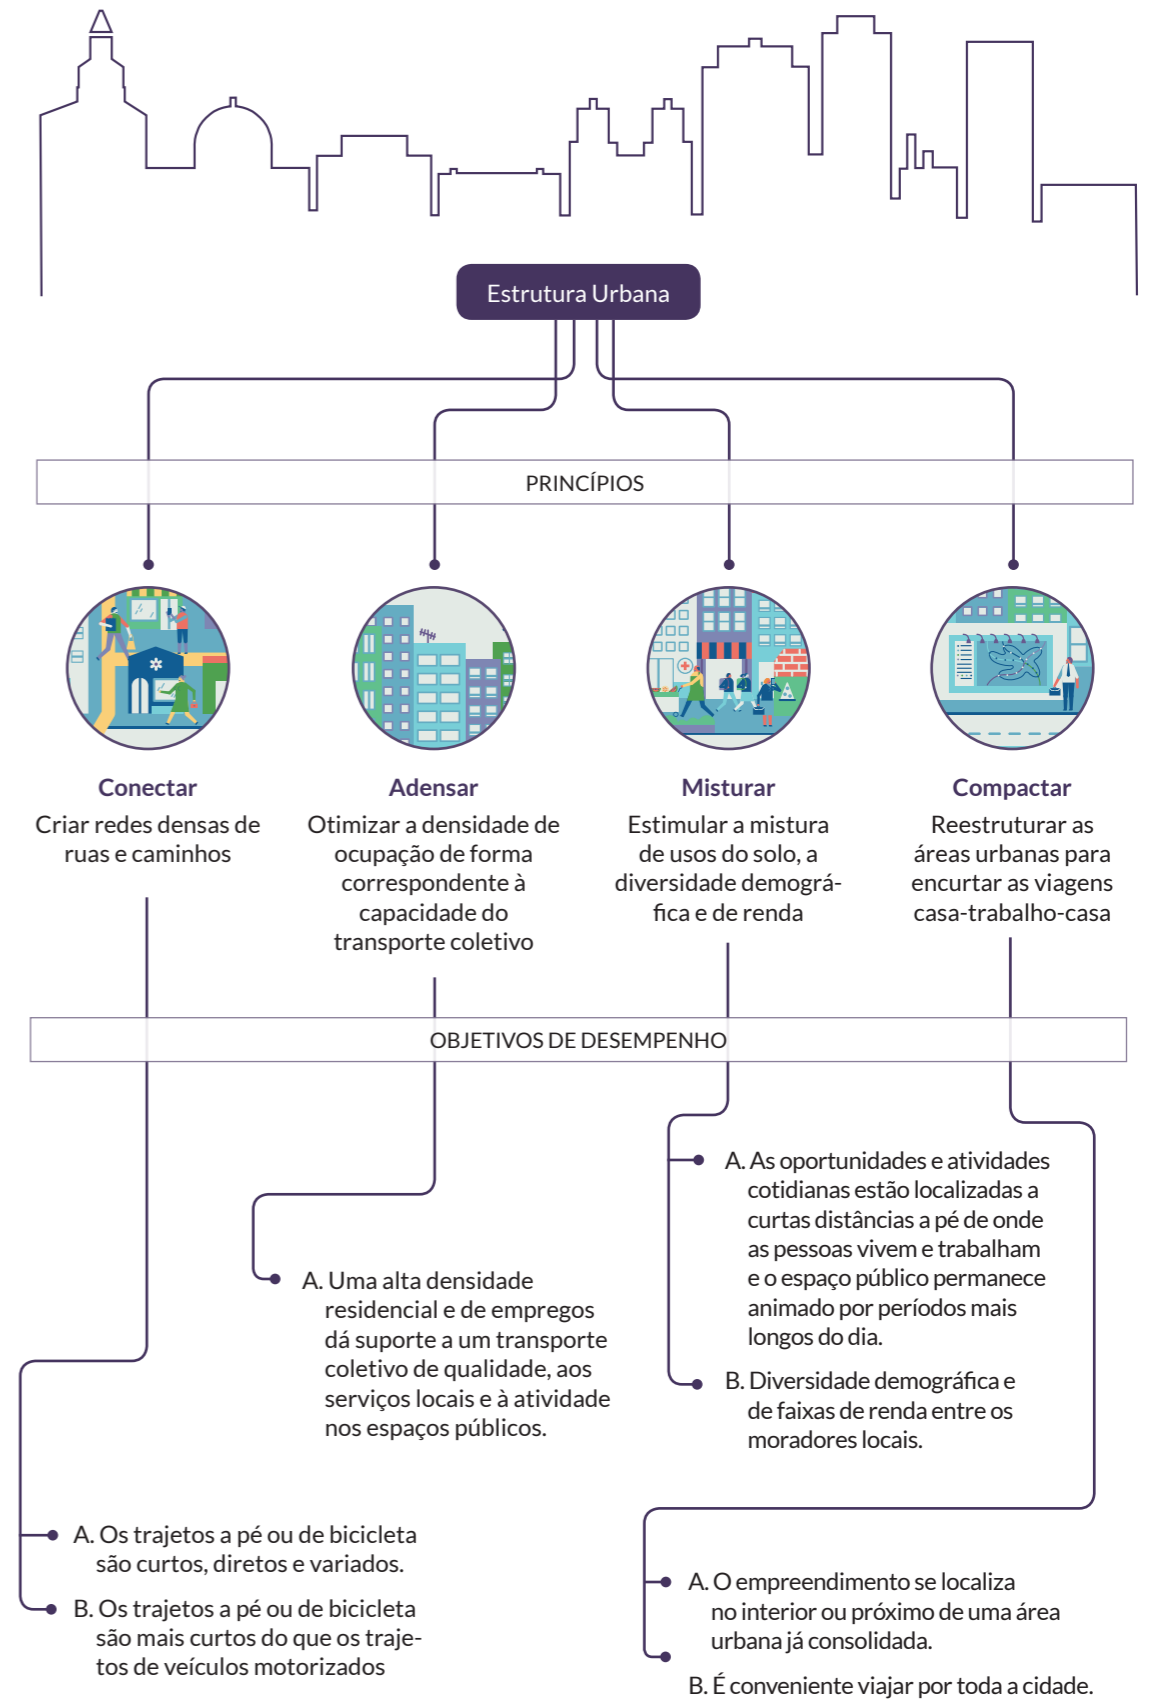 Estrutura Urbana
PRINCÍPIOS
Conectar
Criar redes densas de
ruas e caminhos
Adensar
Otimizar a densidade de
ocupação de forma
correspondente à
capacidade do
transporte coletivo
Misturar
Estimular a mistura
de usos do solo, a
diversidade demográ-
fica e de renda
Compactar
Reestruturar as
áreas urbanas para
encurtar as viagens
casa-trabalho-casa
OBJETIVOS DE DESEMPENHO
A. Os trajetos a pé ou de bicicleta
são curtos, diretos e variados.
B. Os trajetos a pé ou de bicicleta
são mais curtos do que os traje-
tos de veículos motorizados
A. Uma alta densidade
residencial e de empregos
dá suporte a um transporte
coletivo de qualidade, aos
serviços locais e à atividade
nos espaços públicos.
A. As oportunidades e atividades
cotidianas estão localizadas a
curtas distâncias a pé de onde
as pessoas vivem e trabalham
e o espaço público permanece
animado por períodos mais
longos do dia.
B. Diversidade demográfica e
de faixas de renda entre os
moradores locais.
A. O empreendimento se localiza
no interior ou próximo de uma área
urbana já consolidada.
B. É conveniente viajar por toda a cidade.